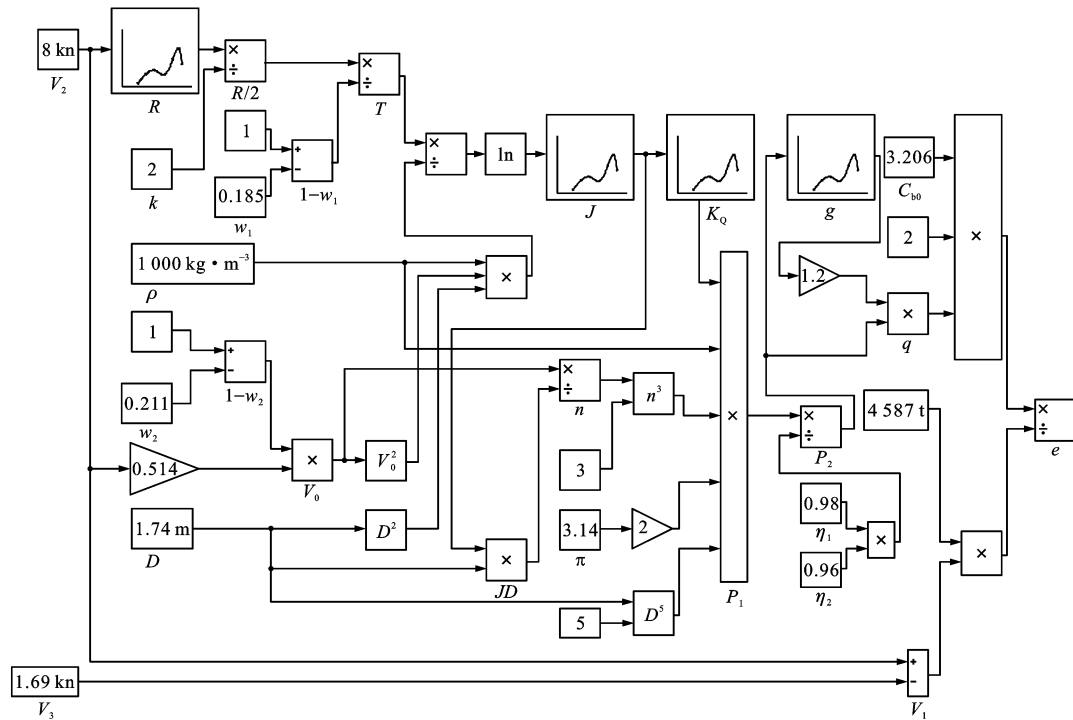 8 kn
V₂
R
×
÷
R/2
×
÷
T
2
k
1
0.185
w₁
+
−
1−w₁
×
÷
ln
J
K_Q
g
3.206
C_b0
2
×
1.2
×
q
1 000 kg·m⁻³
ρ
×
1
0.211
w₂
+
−
1−w₂
0.514
×
V₀
V₀²
1.74 m
D
D²
×
JD
×
÷
n
n³
3
3.14
π
2
5
D⁵
×
P₁
×
÷
P₂
0.98
η₁
0.96
η₂
×
4 587 t
×
×
÷
e
1.69 kn
V₃
+
−
V₁